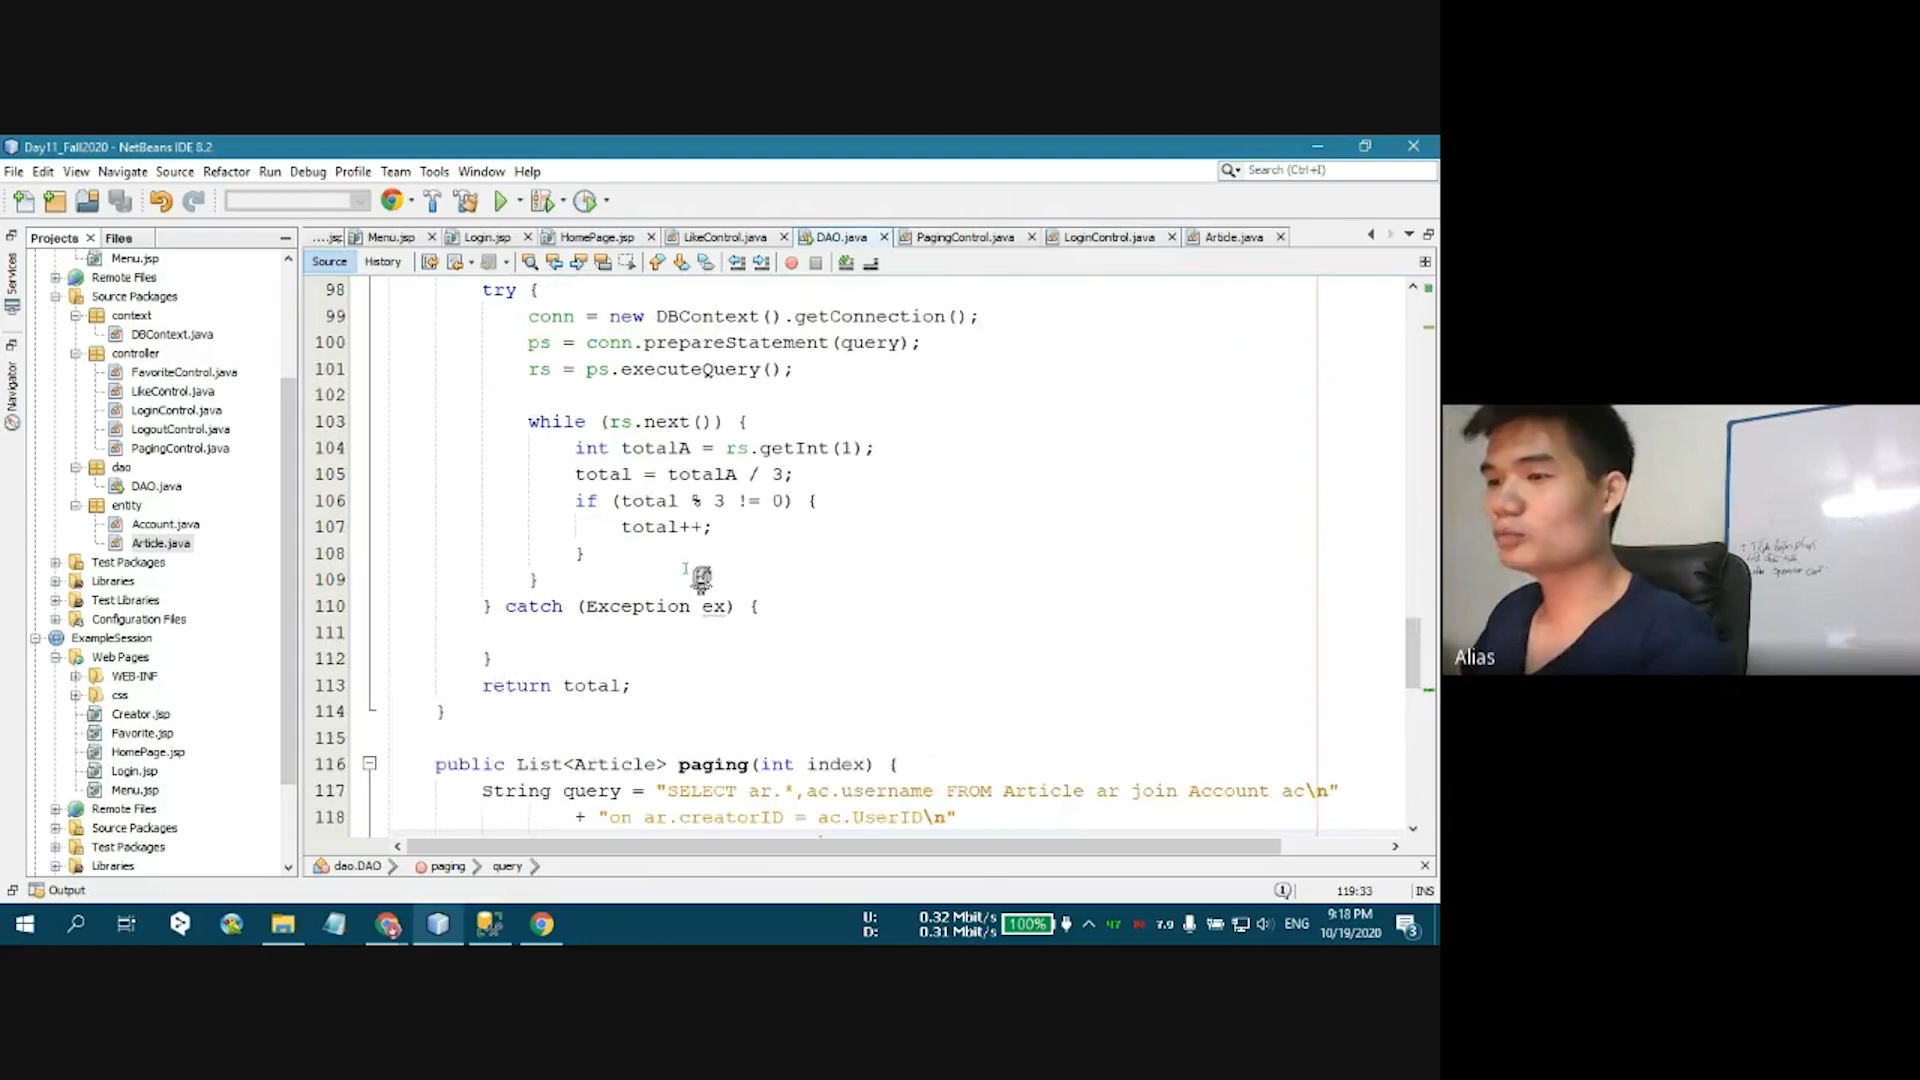 Day11_Fall2020 - NetBeans IDE 8.2
File Edit View Navigate Source Refactor Run Debug Profile Team Tools Window Help
Search (Ctrl+I)
Projects Files
....jsp Menu.jsp Login.jsp HomePage.jsp LikeControl.java DAO.java PagingControl.java LoginControl.java Article.java
Source History
Services
Navigator
Menu.jsp
Remote Files
Source Packages
context
DBContext.java
controller
FavoriteControl.java
LikeControl.java
LoginControl.java
LogoutControl.java
PagingControl.java
dao
DAO.java
entity
Account.java
Article.java
Test Packages
Libraries
Test Libraries
Configuration Files
ExampleSession
Web Pages
WEB-INF
css
Creator.jsp
Favorite.jsp
HomePage.jsp
Login.jsp
Menu.jsp
Remote Files
Source Packages
Test Packages
Libraries
98 try {
99 conn = new DBContext().getConnection();
100 ps = conn.prepareStatement(query);
101 rs = ps.executeQuery();
102
103 while (rs.next()) {
104 int totalA = rs.getInt(1);
105 total = totalA / 3;
106 if (total % 3 != 0) {
107 total++;
108 }
109 }
110 } catch (Exception ex) {
111
112 }
113 return total;
114 }
115
116 public List<Article> paging(int index) {
117 String query = "SELECT ar.*,ac.username FROM Article ar join Account ac\n"
118 + "on ar.creatorID = ac.UserID\n"
dao.DAO paging query
Output
119:33 INS
U: 0.32 Mbit/s
D: 0.31 Mbit/s
100%
47
7.9
ENG
9:18 PM
10/19/2020
3
Alias